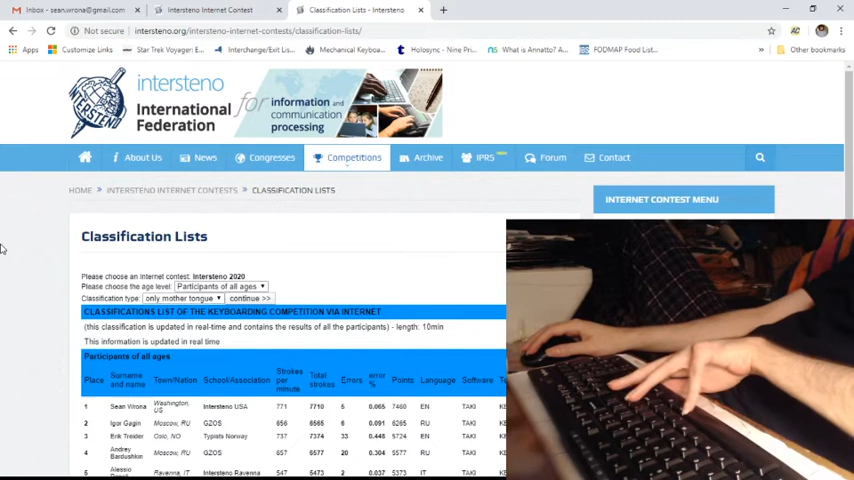 Inbox - sean.wrona@gmail.com
Intersteno Internet Contest
Classification Lists - Intersteno
Not secure
intersteno.org/intersteno-internet-contests/classification-lists/
AC
Apps
Customize Links
Star Trek Voyager: E...
Interchange/Exit Lis...
Mechanical Keyboa...
Holosync – Nine Pri...
What is Annatto? A...
FODMAP Food List...
Other bookmarks
INTERSTENO
intersteno
International
Federation
for information and
communication
processing
About Us
News
Congresses
Competitions
Archive
IPRS
Forum
Contact
HOME » INTERSTENO INTERNET CONTESTS » CLASSIFICATION LISTS
INTERNET CONTEST MENU
Classification Lists
Please choose an Internet contest: Intersteno 2020
Please choose the age level: Participants of all ages
Classification type: only mother tongue continue >>
CLASSIFICATIONS LIST OF THE KEYBOARDING COMPETITION VIA INTERNET
(this classification is updated in real-time and contains the results of all the participants) - length: 10min
This information is updated in real time
Participants of all ages
Place Surname and name Town/Nation School/Association Strokes per minute Total strokes Errors error % Points Language Software
1 Sean Wrona Washington, US Intersteno USA 771 7710 5 0.065 7460 EN TAKI
2 Igor Gagin Moscow, RU GZOS 656 6565 6 0.091 6265 RU TAKI
3 Erik Treider Oslo, NO Typists Norway 737 7374 33 0.448 5724 EN TAKI
4 Andrey Bardushkin Moscow, RU GZOS 657 6577 20 0.304 5577 RU TAKI
5 Alessio Ravenna, IT Intersteno Ravenna 547 5473 2 0.037 5373 IT TAKI